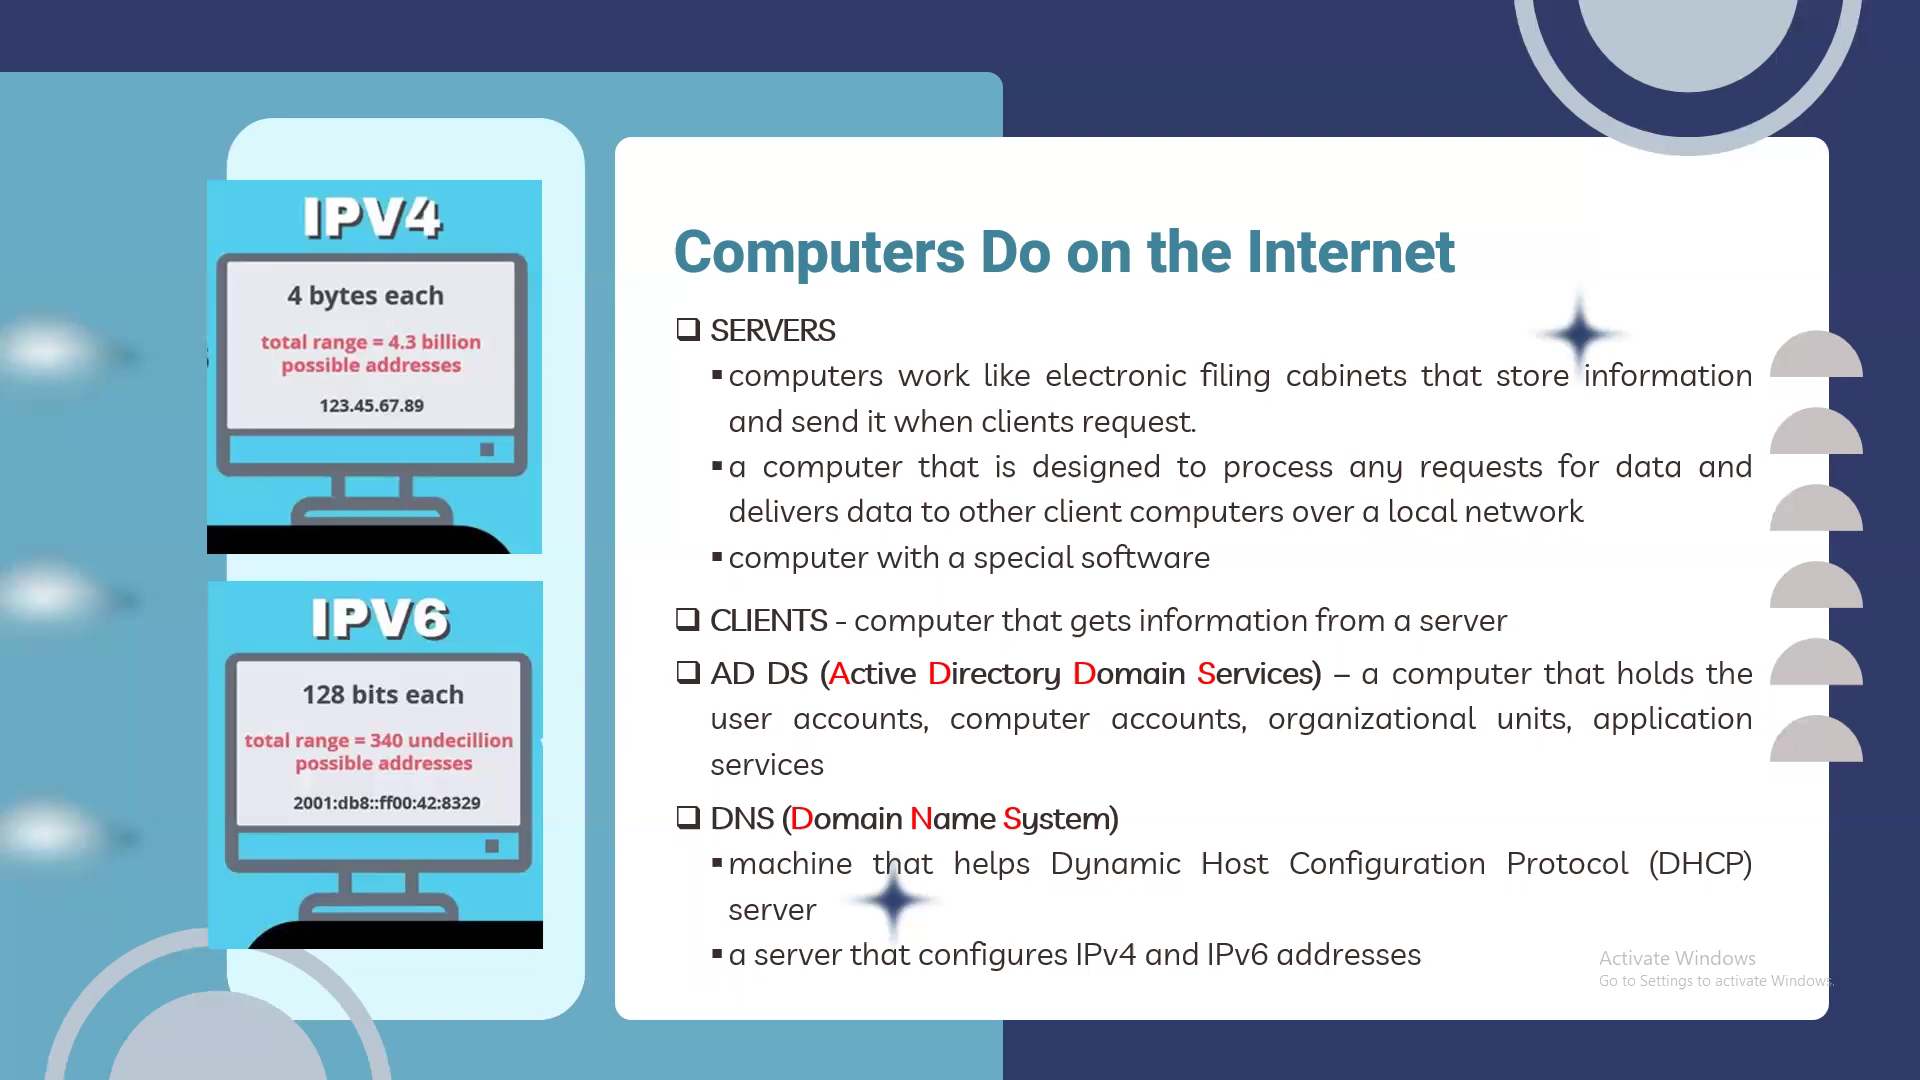 IPV4
4 bytes each
total range = 4.3 billion
possible addresses
123.45.67.89
IPV6
128 bits each
total range = 340 undecillion
possible addresses
2001:db8::ff00:42:8329
Computers Do on the Internet
❑ SERVERS
▪ computers work like electronic filing cabinets that store information
and send it when clients request.
▪ a computer that is designed to process any requests for data and
delivers data to other client computers over a local network
▪ computer with a special software
❑ CLIENTS - computer that gets information from a server
❑ AD DS (Active Directory Domain Services) – a computer that holds the
user accounts, computer accounts, organizational units, application
services
❑ DNS (Domain Name System)
▪ machine that helps Dynamic Host Configuration Protocol (DHCP)
server
▪ a server that configures IPv4 and IPv6 addresses
Activate Windows
Go to Settings to activate Windows.